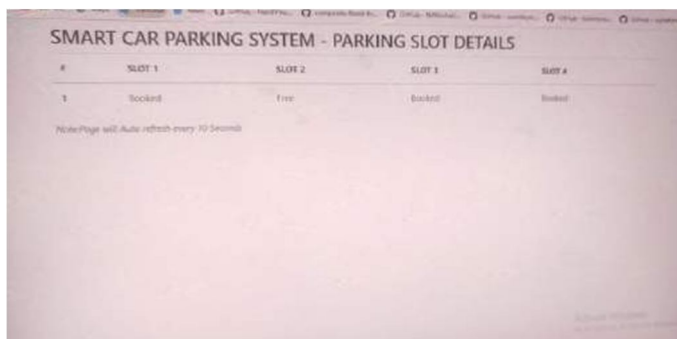 SMART CAR PARKING SYSTEM - PARKING SLOT DETAILS
# SLOT 1 SLOT 2 SLOT 3 SLOT 4
1 Booked Free Booked Booked
Note:Page will Auto refresh every 10 Seconds